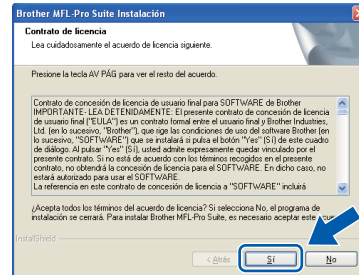 Brother MFL-Pro Suite Instalación
Contrato de licencia
Lea cuidadosamente el acuerdo de licencia siguiente.
Presione la tecla AV PÁG para ver el resto del acuerdo.
Contrato de concesión de licencia de usuario final para SOFTWARE de Brother
IMPORTANTE- LEA DETENIDAMENTE: El presente contrato de concesión de licencia
de usuario final ("EULA") es un contrato formal entre el usuario final y Brother Industries,
Ltd. (en lo sucesivo, "Brother"), que rige las condiciones de uso del software Brother (en
lo sucesivo, "SOFTWARE") que se instalará si pulsa el botón "Yes" (Sí) de este cuadro
de diálogo. Al pulsar "Yes" (Sí), usted admite expresamente quedar vinculado por el
presente contrato. Si no está de acuerdo con los términos recogidos en el presente
contrato, no obtendrá la concesión de licencia para el SOFTWARE. En dicho caso, no
estará autorizado para usar el SOFTWARE.
La referencia en este contrato de concesión de licencia a "SOFTWARE" incluirá
¿Acepta todos los términos del acuerdo de licencia? Si selecciona No, el programa de
instalación se cerrará. Para instalar Brother MFL-Pro Suite, es necesario aceptar este
InstallShield
< Atrás Sí No